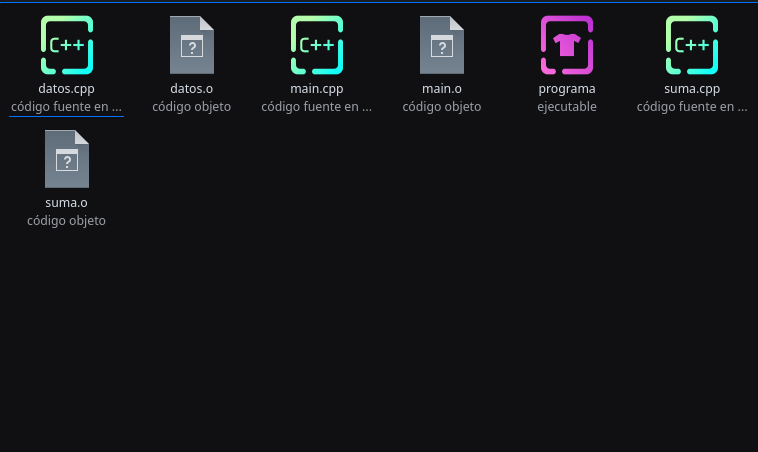 C++
?
C++
?
C++
datos.cpp
datos.o
main.cpp
main.o
programa
suma.cpp
código fuente en ...
código objeto
código fuente en ...
código objeto
ejecutable
código fuente en ...
?
suma.o
código objeto